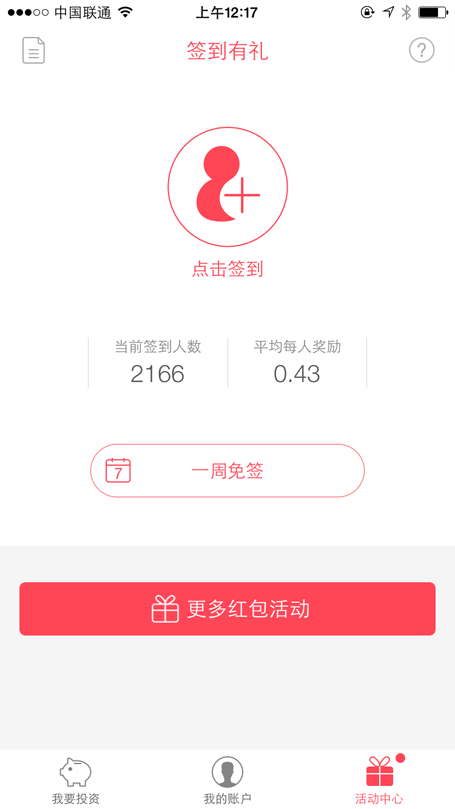 中国联通 上午12:17
签到有礼
?
点击签到
当前签到人数 平均每人奖励
2166 0.43
7 一周免签
更多红包活动
我要投资 我的账户 活动中心